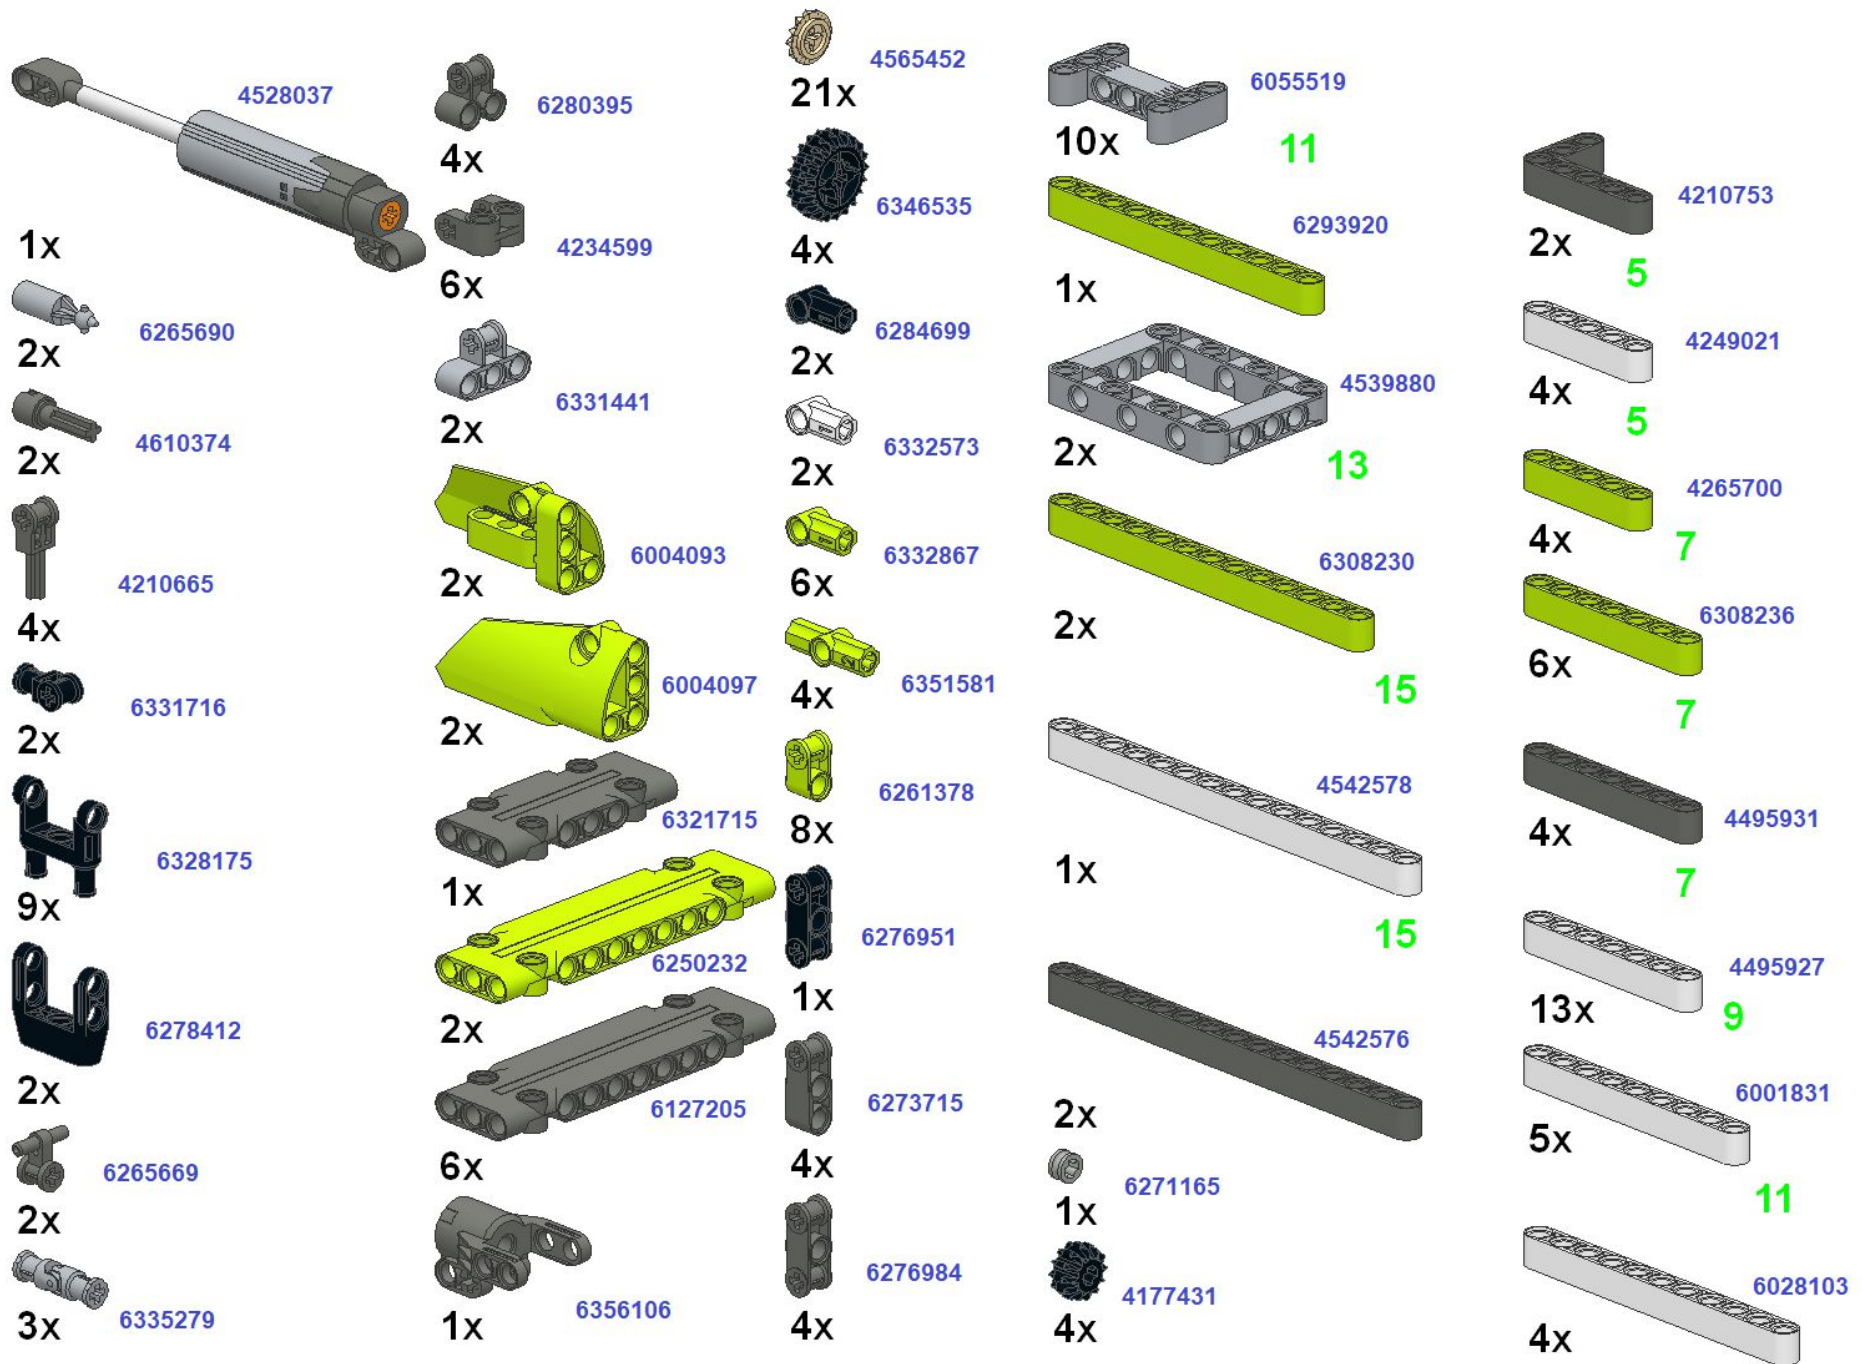 4528037
1x
6265690
2x
4610374
2x
4210665
4x
6331716
2x
6328175
9x
6278412
2x
6265669
2x
6335279
3x
6280395
4x
4234599
6x
6331441
2x
6004093
2x
6004097
2x
6321715
1x
6250232
2x
6127205
6x
6356106
1x
4565452
21x
6346535
4x
6284699
2x
6332573
2x
6332867
6x
6351581
4x
6261378
8x
6276951
1x
6273715
4x
6276984
4x
6055519
10x
11
6293920
1x
4539880
2x
13
6308230
2x
15
4542578
1x
15
4542576
2x
6271165
1x
4177431
4x
4210753
2x
5
4249021
4x
5
4265700
4x
7
6308236
6x
7
4495931
4x
7
4495927
13x
9
6001831
5x
11
6028103
4x